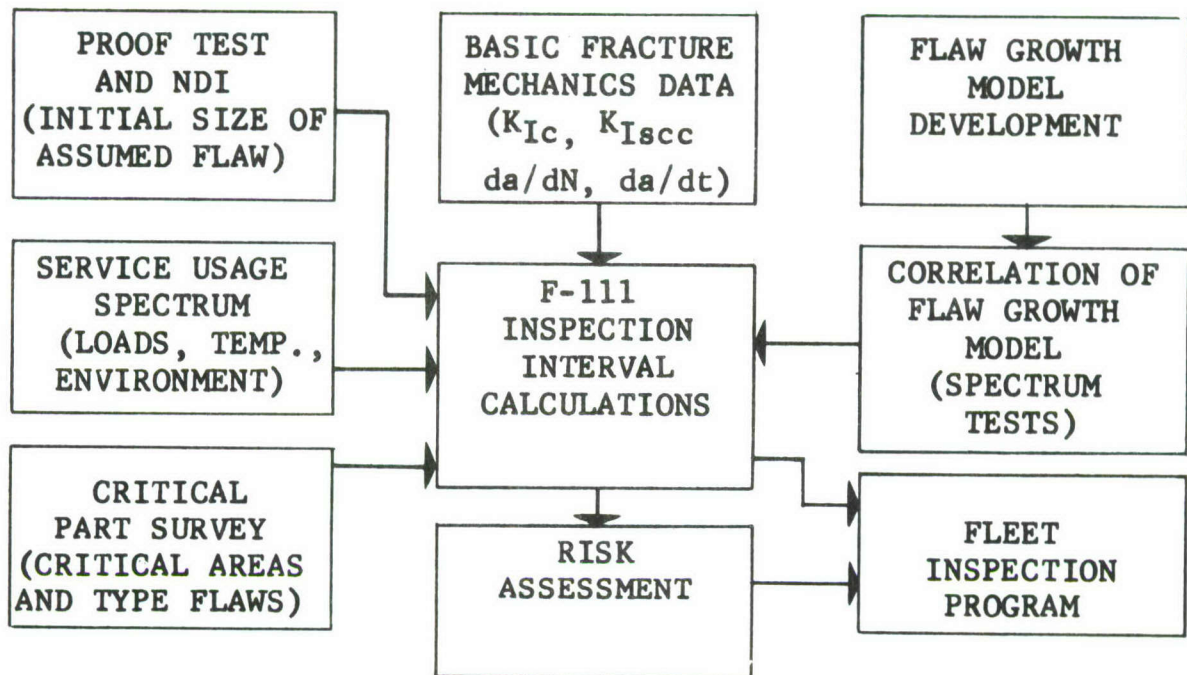 PROOF TEST
AND NDI
(INITIAL SIZE OF
ASSUMED FLAW)
BASIC FRACTURE
MECHANICS DATA
(KIc, KIscc
da/dN, da/dt)
FLAW GROWTH
MODEL
DEVELOPMENT
SERVICE USAGE
SPECTRUM
(LOADS, TEMP.,
ENVIRONMENT)
F-111
INSPECTION
INTERVAL
CALCULATIONS
CORRELATION OF
FLAW GROWTH
MODEL
(SPECTRUM
TESTS)
CRITICAL
PART SURVEY
(CRITICAL AREAS
AND TYPE FLAWS)
RISK
ASSESSMENT
FLEET
INSPECTION
PROGRAM